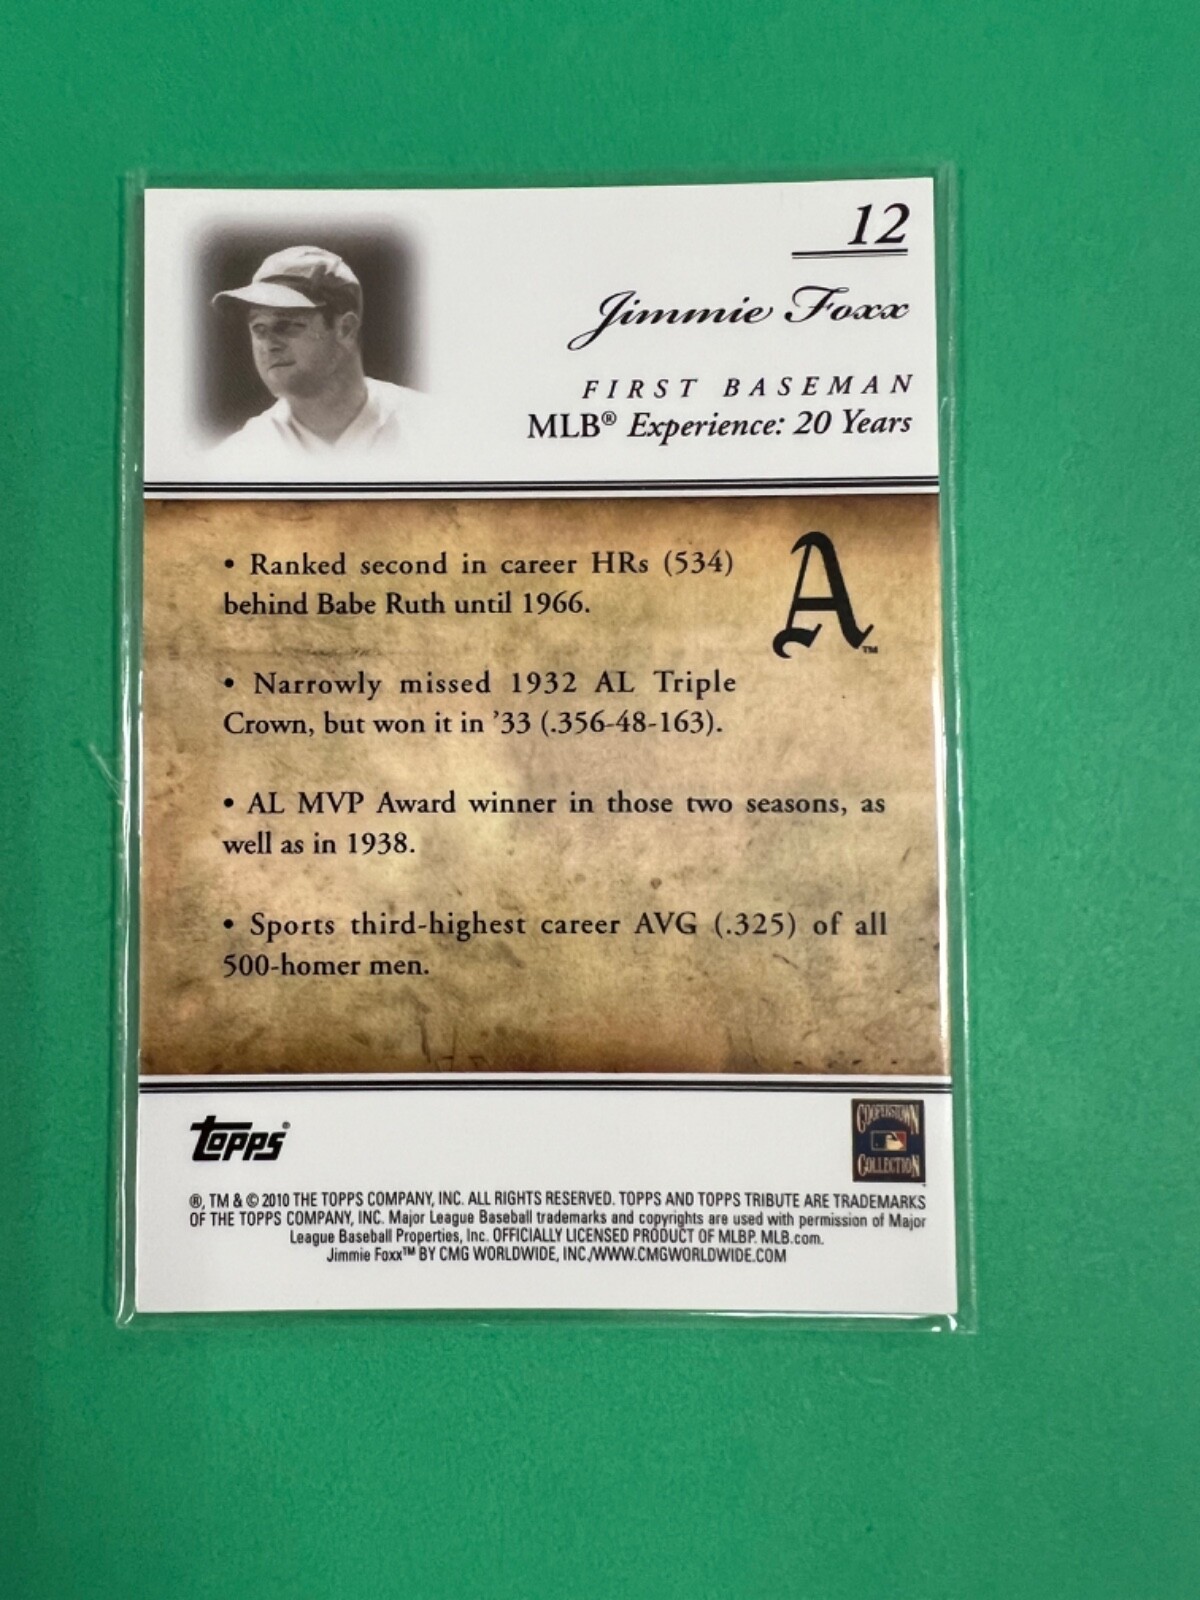 12
Jimmie Foxx
FIRST BASEMAN
MLB® Experience: 20 Years
A™
• Ranked second in career HRs (534)
behind Babe Ruth until 1966.
• Narrowly missed 1932 AL Triple
Crown, but won it in ’33 (.356-48-163).
• AL MVP Award winner in those two seasons, as
well as in 1938.
• Sports third-highest career AVG (.325) of all
500-homer men.
Topps®
COOPERSTOWN
COLLECTION
®, TM & © 2010 THE TOPPS COMPANY, INC. ALL RIGHTS RESERVED. TOPPS AND TOPPS TRIBUTE ARE TRADEMARKS
OF THE TOPPS COMPANY, INC. Major League Baseball trademarks and copyrights are used with permission of Major
League Baseball Properties, Inc. OFFICIALLY LICENSED PRODUCT OF MLBP. MLB.com.
Jimmie Foxx™ BY CMG WORLDWIDE, INC./WWW.CMGWORLDWIDE.COM